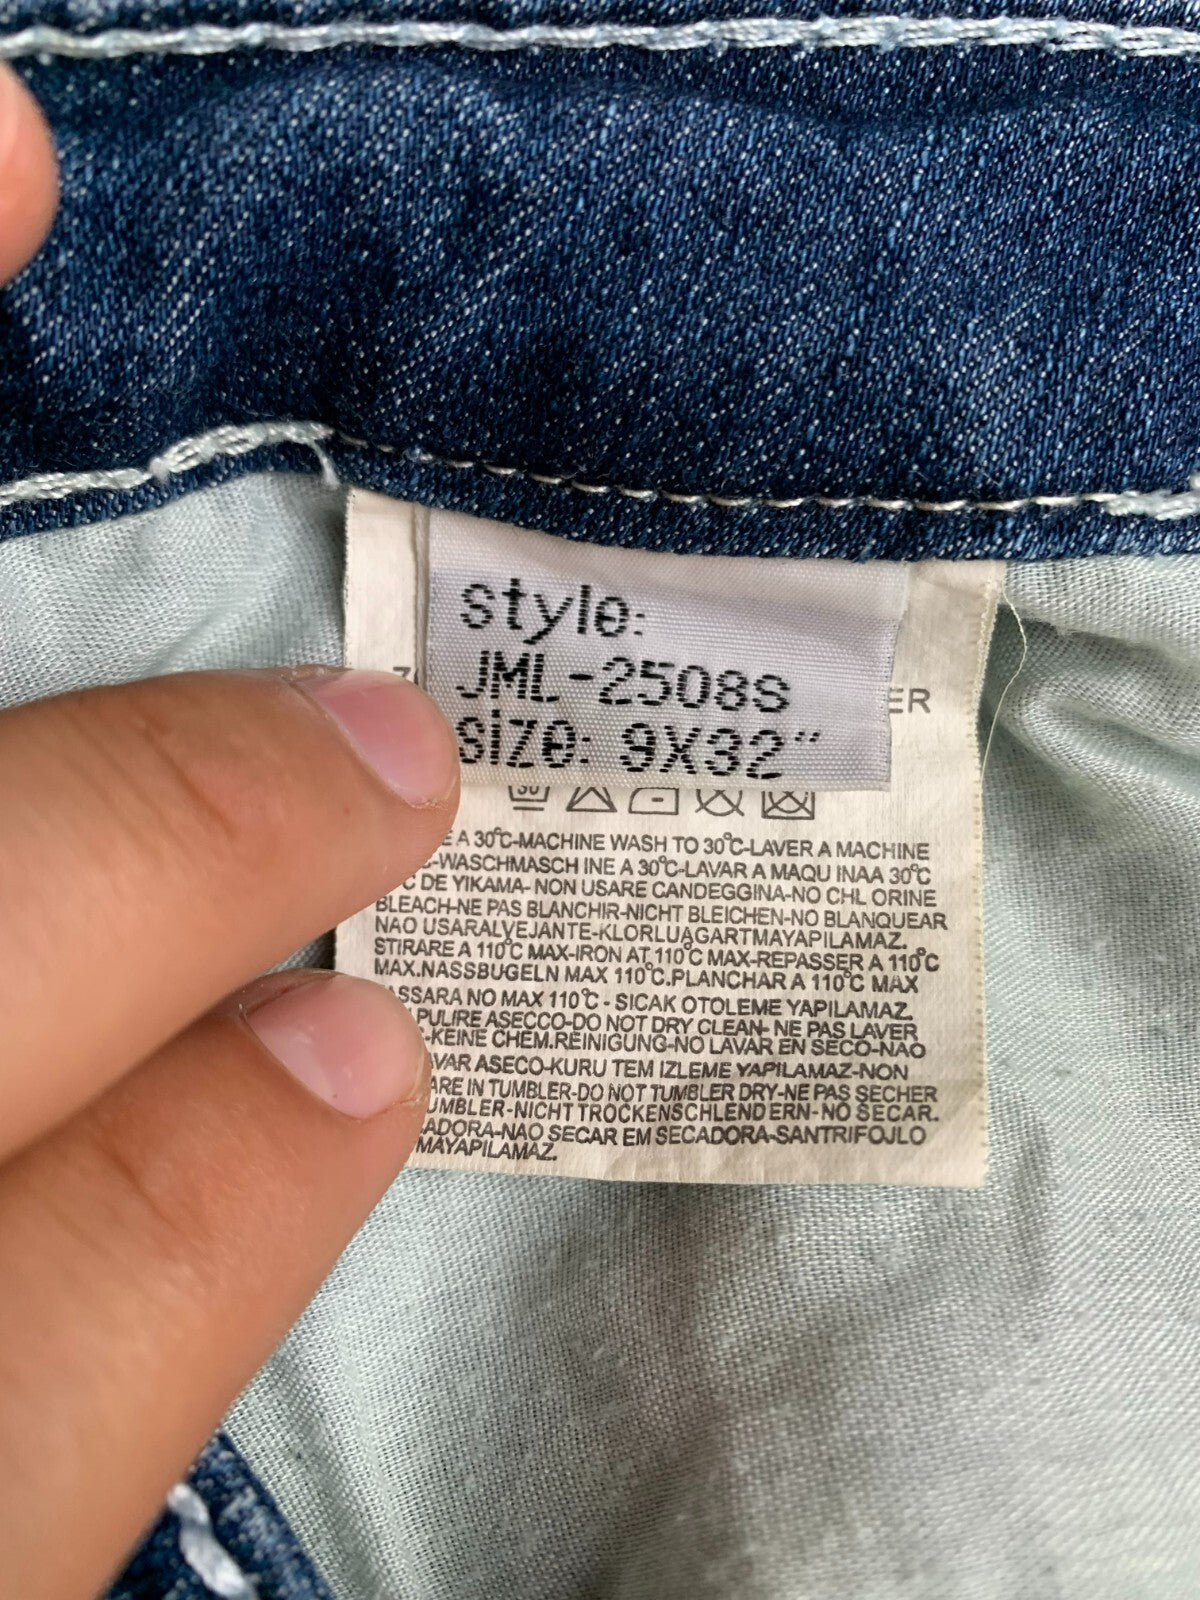 style:
JML-2508S
size: 9X32"
ER
30
A 30°C-MACHINE WASH TO 30°C-LAVER A MACHINE
-WASCHMASCH INE A 30°C-LAVAR A MAQU INAA 30°C
C DE YIKAMA- NON USARE CANDEGGINA-NO CHL ORINE
BLEACH-NE PAS BLANCHIR-NICHT BLEICHEN-NO BLANQUEAR
NAO USARALVEJANTE-KLORLUAGARTMAYAPILAMAZ.
STIRARE A 110°C MAX-IRON AT 110°C MAX-REPASSER A 110°C
MAX.NASSBUGELN MAX 110°C.PLANCHAR A 110°C MAX
ASSARA NO MAX 110°C - SICAK OTOLEME YAPILAMAZ.
PULIRE ASECCO-DO NOT DRY CLEAN- NE PAS LAVER
-KEINE CHEM.REINIGUNG-NO LAVAR EN SECO-NAO
AVAR ASECO-KURU TEM IZLEME YAPILAMAZ-NON
ARE IN TUMBLER-DO NOT TUMBLER DRY-NE PAS SECHER
UMBLER-NICHT TROCKENSCHLENDERN-NO SECAR.
ADORA-NAO SECAR EM SECADORA-SANTRIFOJLO
MAYAPILAMAZ.